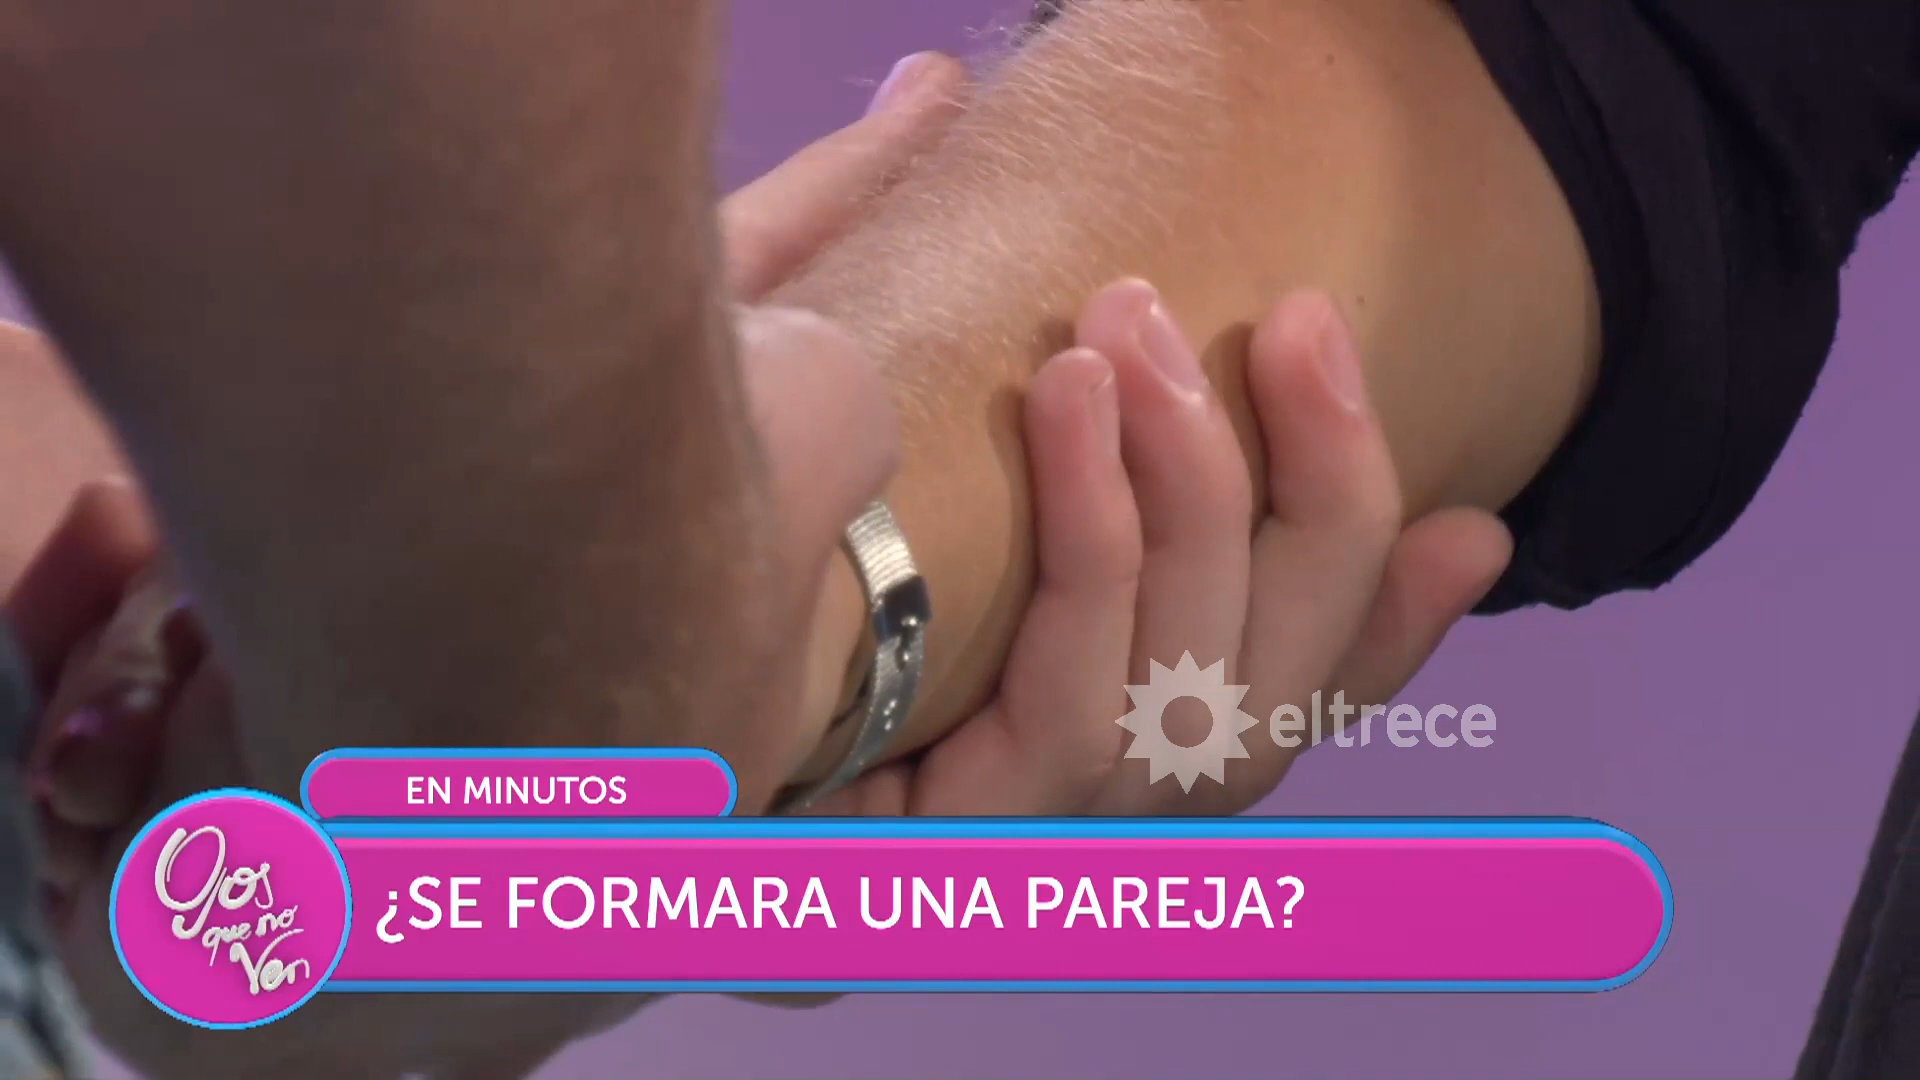 eltrece
EN MINUTOS
Ojos
que no
Ven
¿SE FORMARA UNA PAREJA?